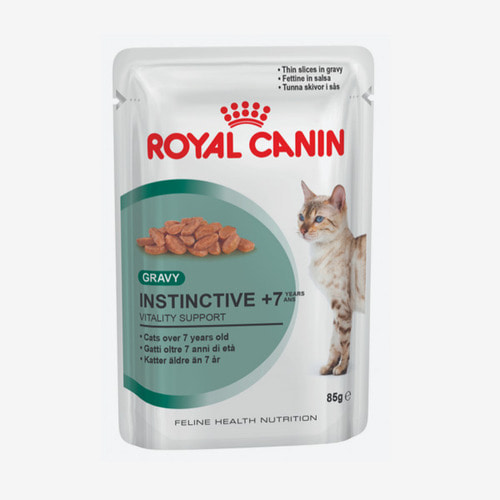 • Thin slices in gravy
• Fettine in salsa
• Tunna skivor i sås
ROYAL CANIN
GRAVY
INSTINCTIVE +7 YEARS
ANS
VITALITY SUPPORT
• Cats over 7 years old
• Gatti oltre 7 anni di età
• Katter äldre än 7 år
85g e
FELINE HEALTH NUTRITION